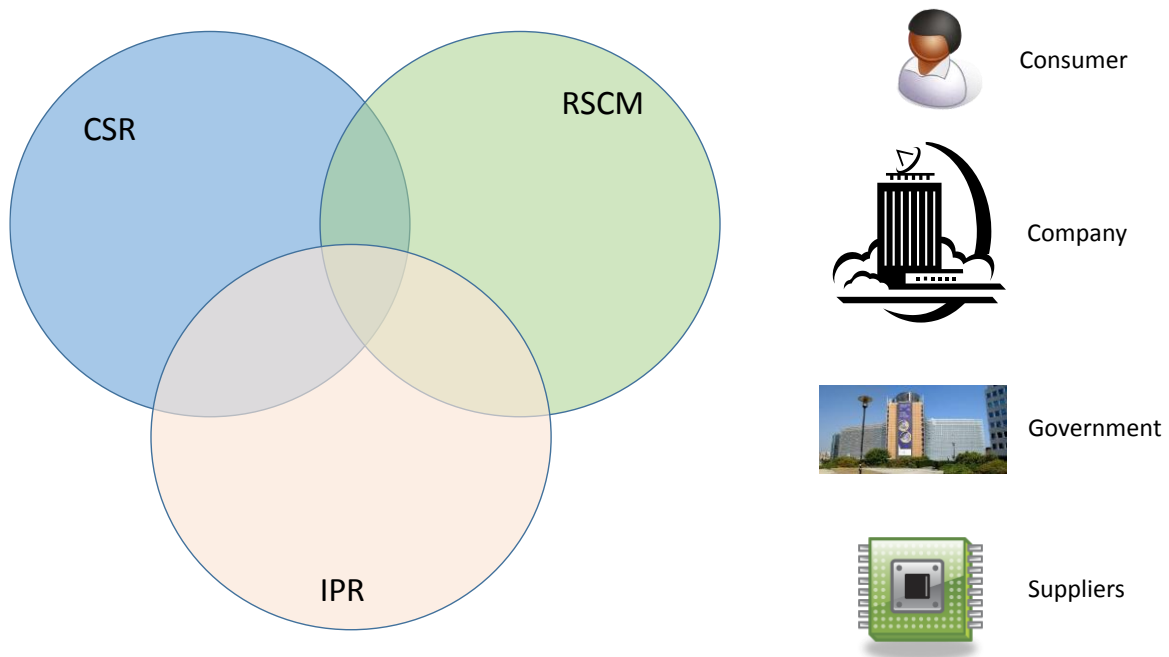 CSR
RSCM
IPR
Consumer
Company
Government
Suppliers